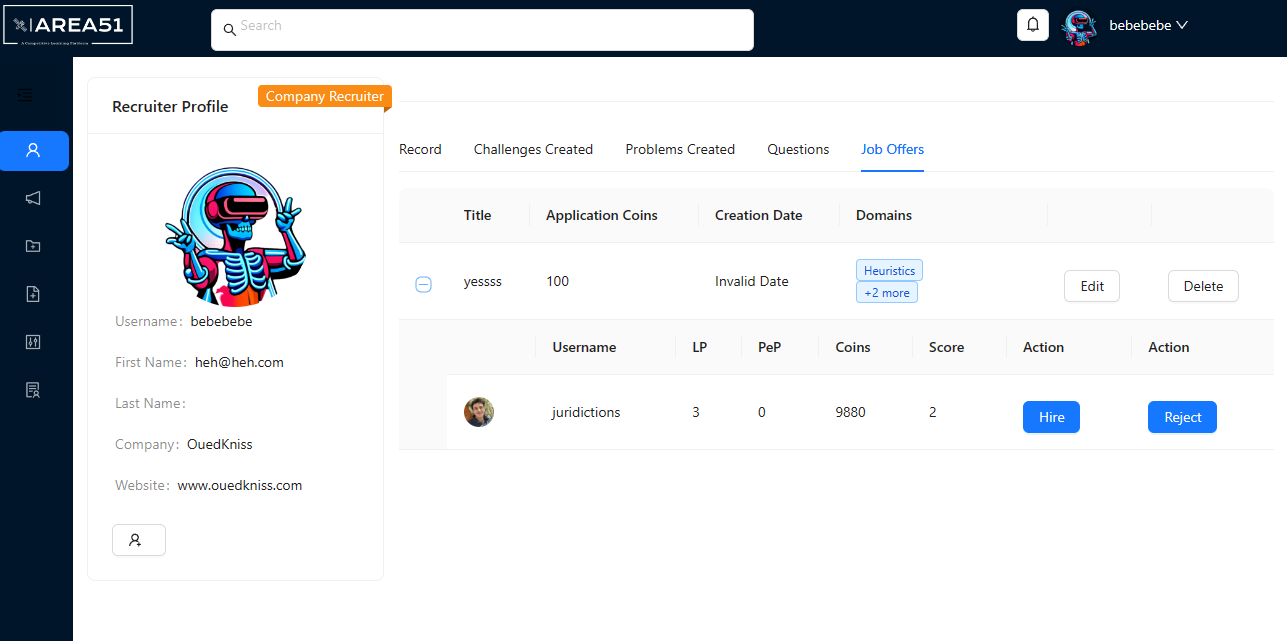 AREA51
A Competitive Learning Platform
Search
bebebebe
Recruiter Profile
Company Recruiter
Username: bebebebe
First Name: heh@heh.com
Last Name:
Company: OuedKniss
Website: www.ouedkniss.com
Record Challenges Created Problems Created Questions Job Offers
Title Application Coins Creation Date Domains
yessss 100 Invalid Date Heuristics Edit Delete
+2 more
Username LP PeP Coins Score Action Action
juridictions 3 0 9880 2 Hire Reject